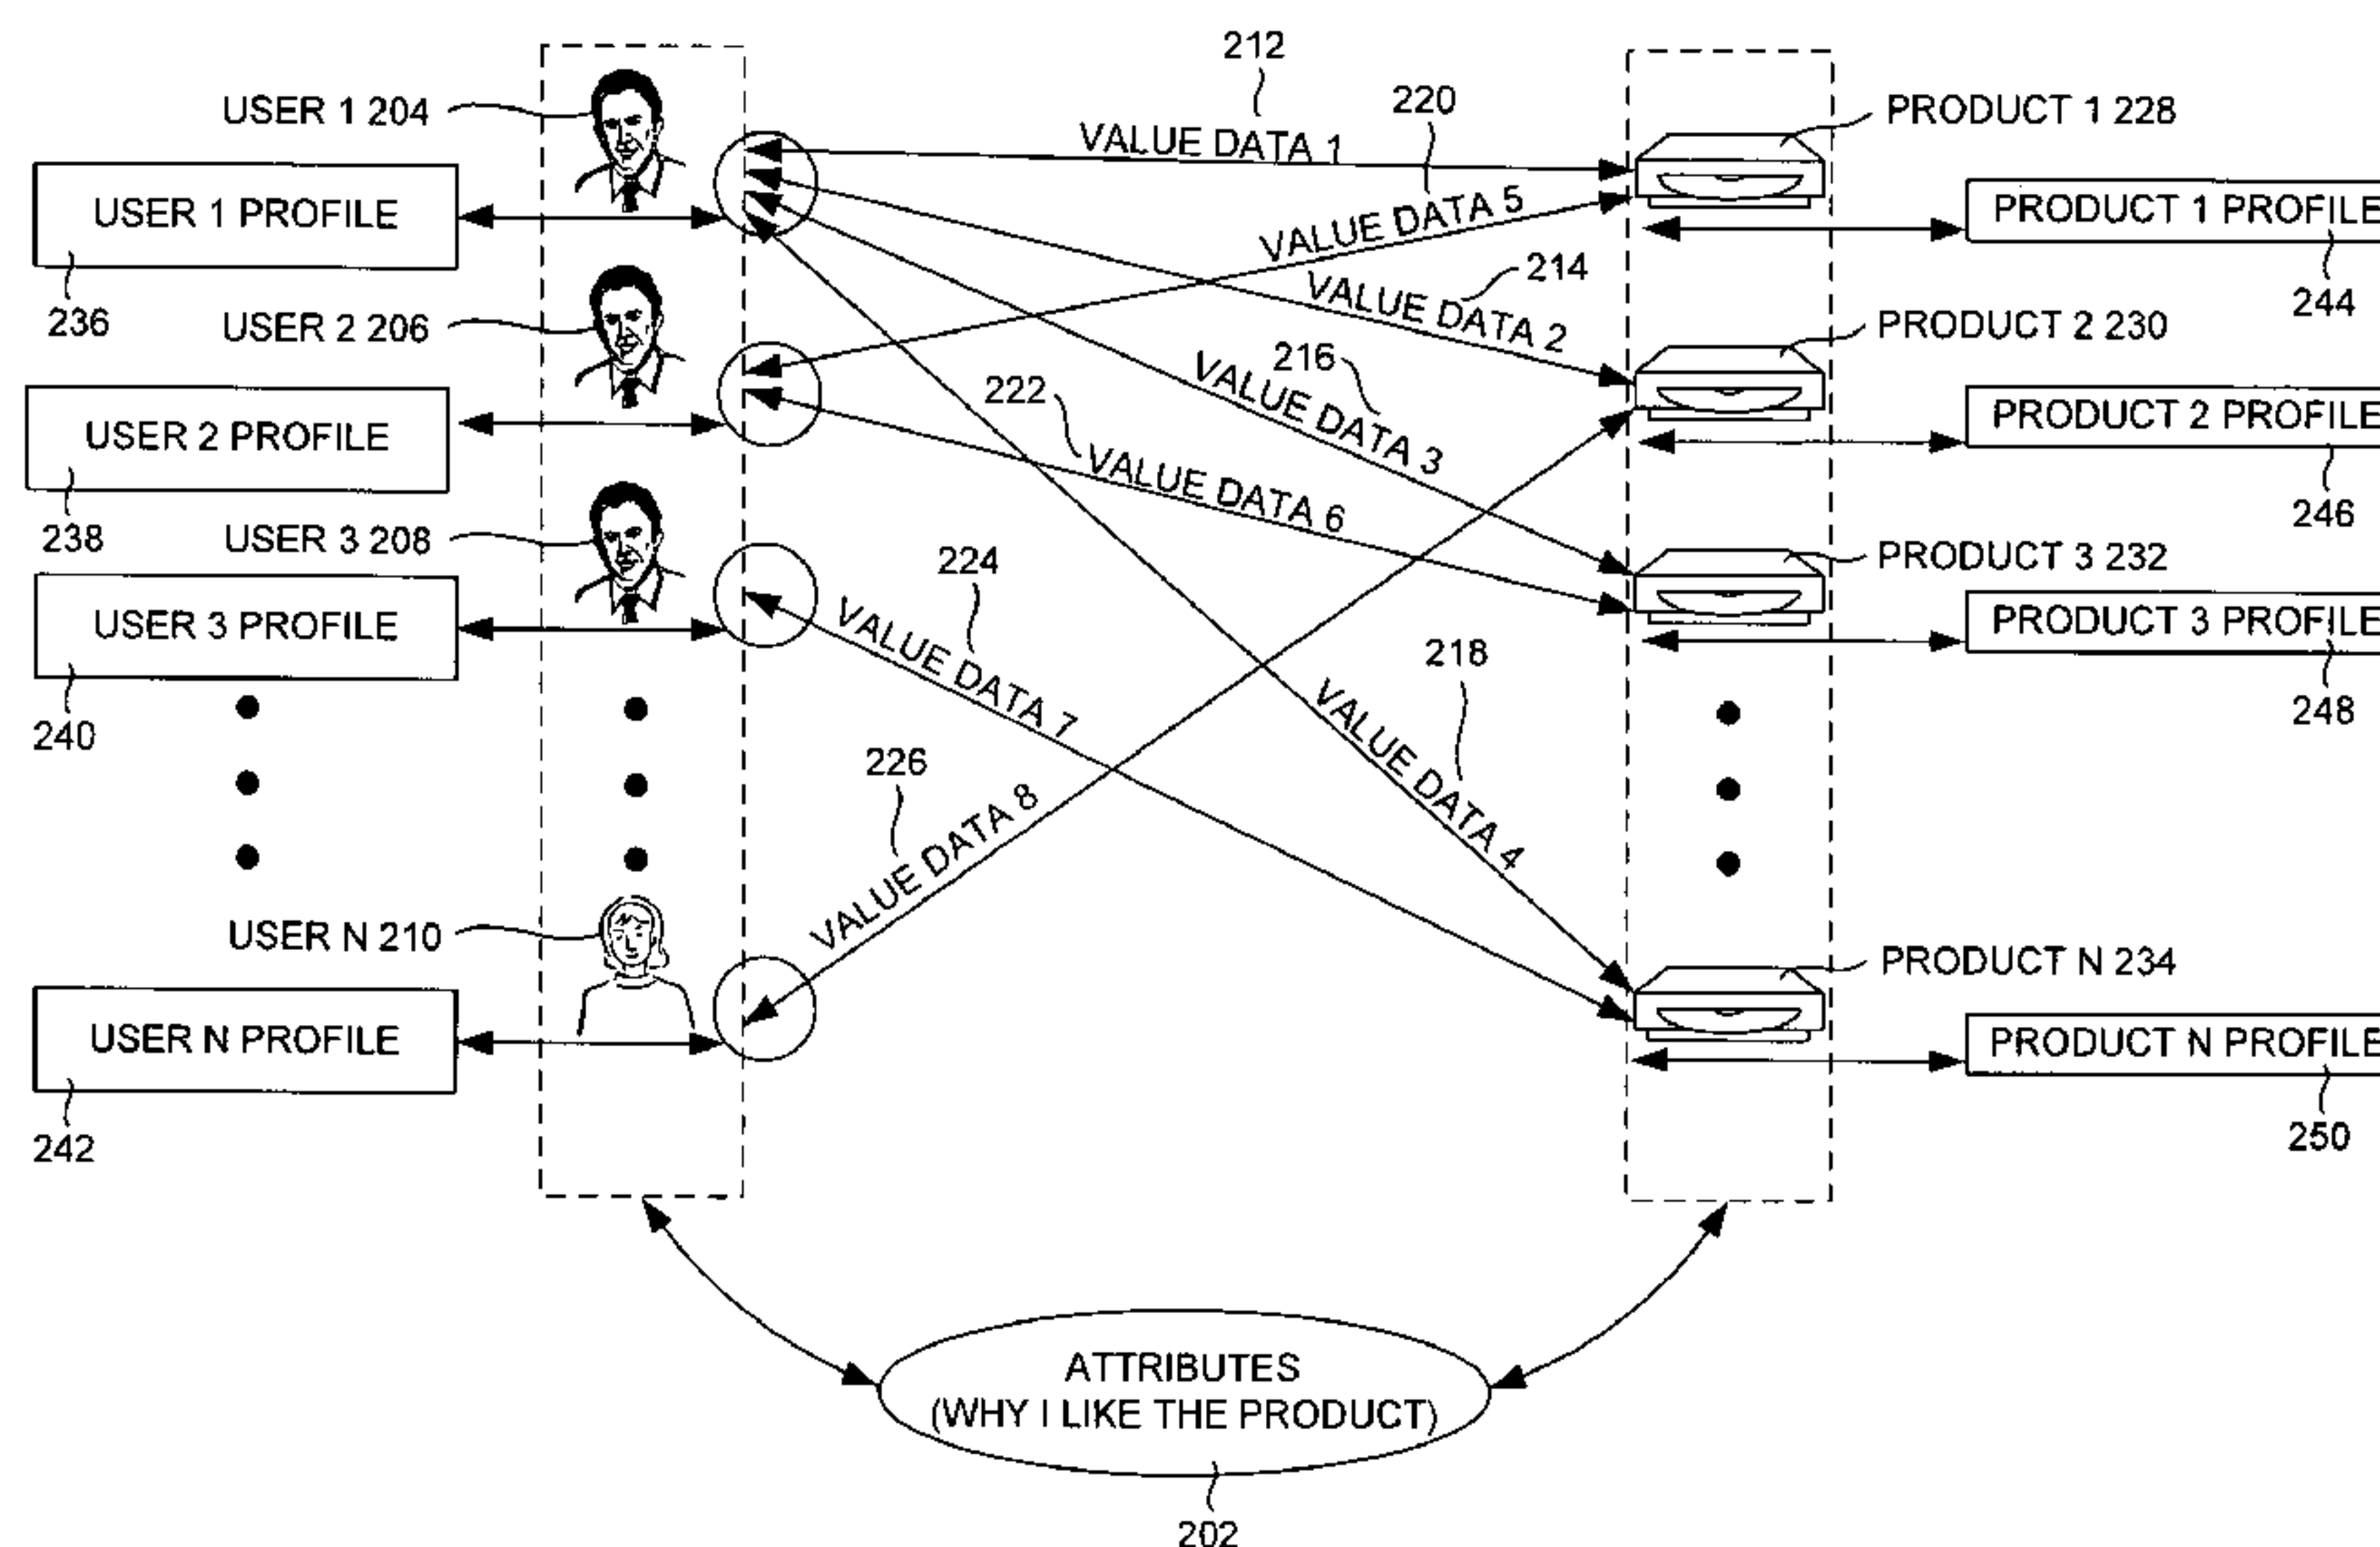 212
USER 1 204
220
PRODUCT 1 228
VALUE DATA 1
USER 1 PROFILE
VALUE DATA 5
PRODUCT 1 PROFILE
236
214
244
USER 2 206
VALUE DATA 2
PRODUCT 2 230
216
222
VALUE DATA 3
USER 2 PROFILE
PRODUCT 2 PROFILE
238
VALUE DATA 6
246
USER 3 208
224
PRODUCT 3 232
USER 3 PROFILE
VALUE DATA 7
218
PRODUCT 3 PROFILE
240
248
226
VALUE DATA 4
VALUE DATA 8
USER N 210
PRODUCT N 234
USER N PROFILE
PRODUCT N PROFILE
242
250
ATTRIBUTES
(WHY I LIKE THE PRODUCT)
202